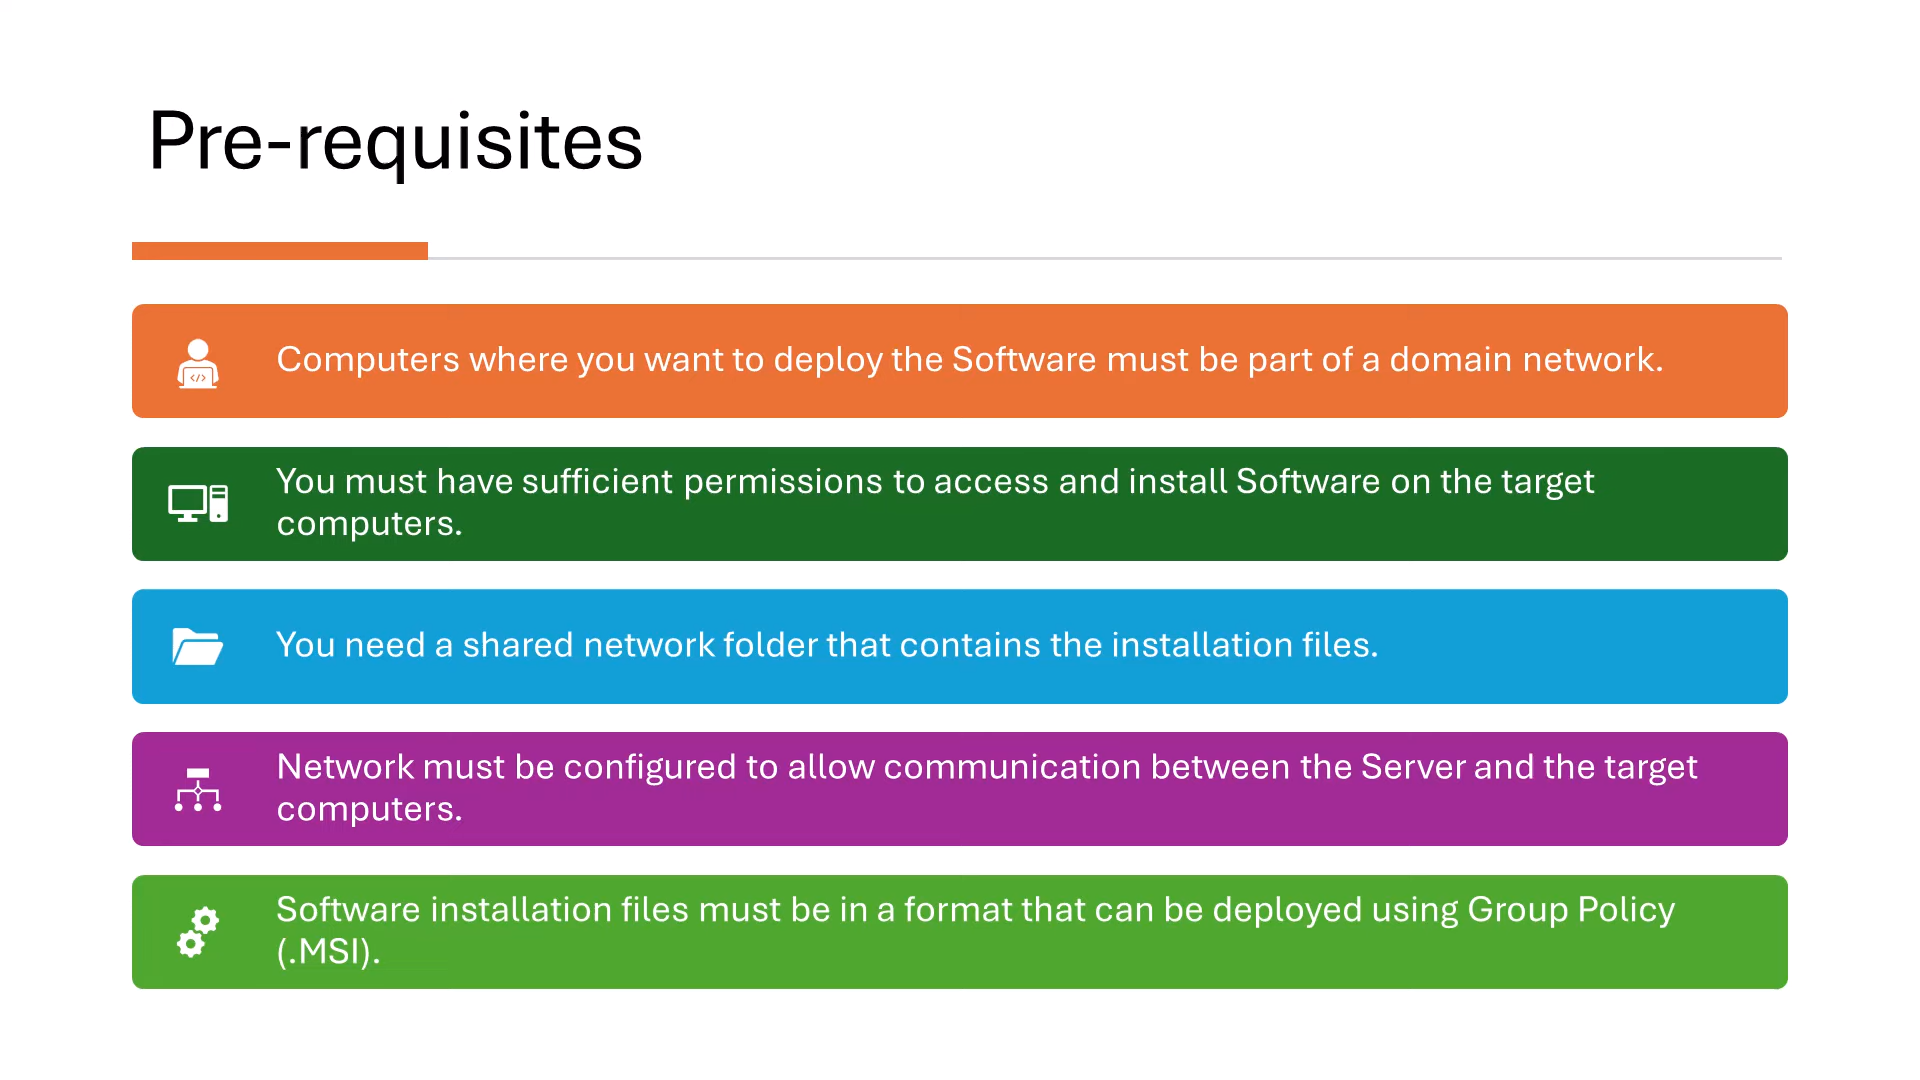 Pre-requisites
Computers where you want to deploy the Software must be part of a domain network.
You must have sufficient permissions to access and install Software on the target
computers.
You need a shared network folder that contains the installation files.
Network must be configured to allow communication between the Server and the target
computers.
Software installation files must be in a format that can be deployed using Group Policy
(.MSI).